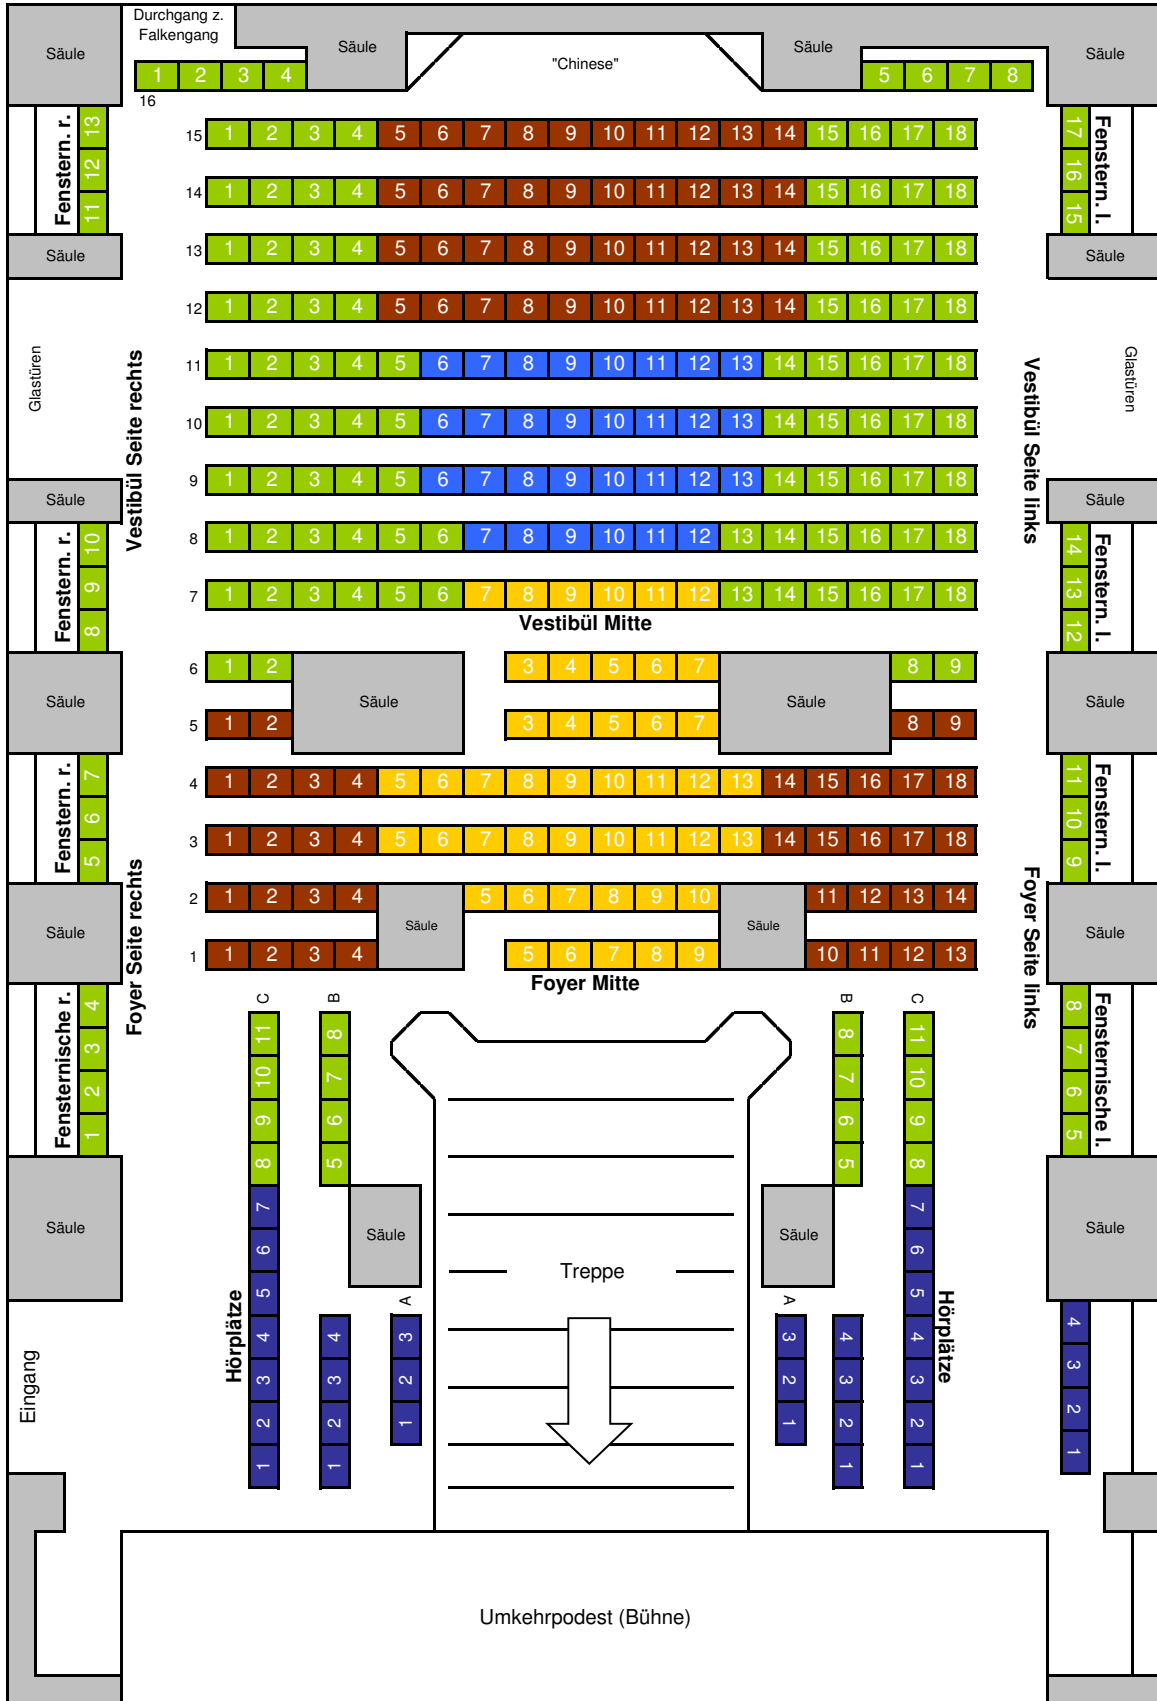 Durchgang z.
Falkengang
Säule
Säule
"Chinese"
Säule
Säule
1 2 3 4
5 6 7 8
16
15 1 2 3 4 5 6 7 8 9 10 11 12 13 14 15 16 17 18
14 1 2 3 4 5 6 7 8 9 10 11 12 13 14 15 16 17 18
13 1 2 3 4 5 6 7 8 9 10 11 12 13 14 15 16 17 18
12 1 2 3 4 5 6 7 8 9 10 11 12 13 14 15 16 17 18
11 1 2 3 4 5 6 7 8 9 10 11 12 13 14 15 16 17 18
10 1 2 3 4 5 6 7 8 9 10 11 12 13 14 15 16 17 18
9 1 2 3 4 5 6 7 8 9 10 11 12 13 14 15 16 17 18
8 1 2 3 4 5 6 7 8 9 10 11 12 13 14 15 16 17 18
7 1 2 3 4 5 6 7 8 9 10 11 12 13 14 15 16 17 18
Vestibül Mitte
6 1 2 3 4 5 6 7 8 9
Säule
Säule
5 1 2 3 4 5 6 7 8 9
4 1 2 3 4 5 6 7 8 9 10 11 12 13 14 15 16 17 18
3 1 2 3 4 5 6 7 8 9 10 11 12 13 14 15 16 17 18
2 1 2 3 4 5 6 7 8 9 10 11 12 13 14
Säule
Säule
1 1 2 3 4 5 6 7 8 9 10 11 12 13
Foyer Mitte
Fenstern. r.
11 12 13
Säule
Glastüren
Vestibül Seite rechts
Säule
Fenstern. r.
8 9 10
Säule
Fenstern. r.
5 6 7
Foyer Seite rechts
Säule
Fensternische r.
1 2 3 4
Säule
Eingang
Fenstern. l.
17 16 15
Säule
Glastüren
Vestibül Seite links
Säule
Fenstern. l.
14 13 12
Säule
Fenstern. l.
11 10 9
Foyer Seite links
Säule
Fensternische l.
8 7 6 5
Säule
4 3 2 1
C
1 2 3 4 5 6 7 8 9 10 11
Hörplätze
B
5 6 7 8
1 2 3 4
Säule
A
1 2 3
Treppe
Säule
A
3 2 1
B
8 7 6 5
4 3 2 1
C
11 10 9 8 7 6 5 4 3 2 1
Hörplätze
Umkehrpodest (Bühne)